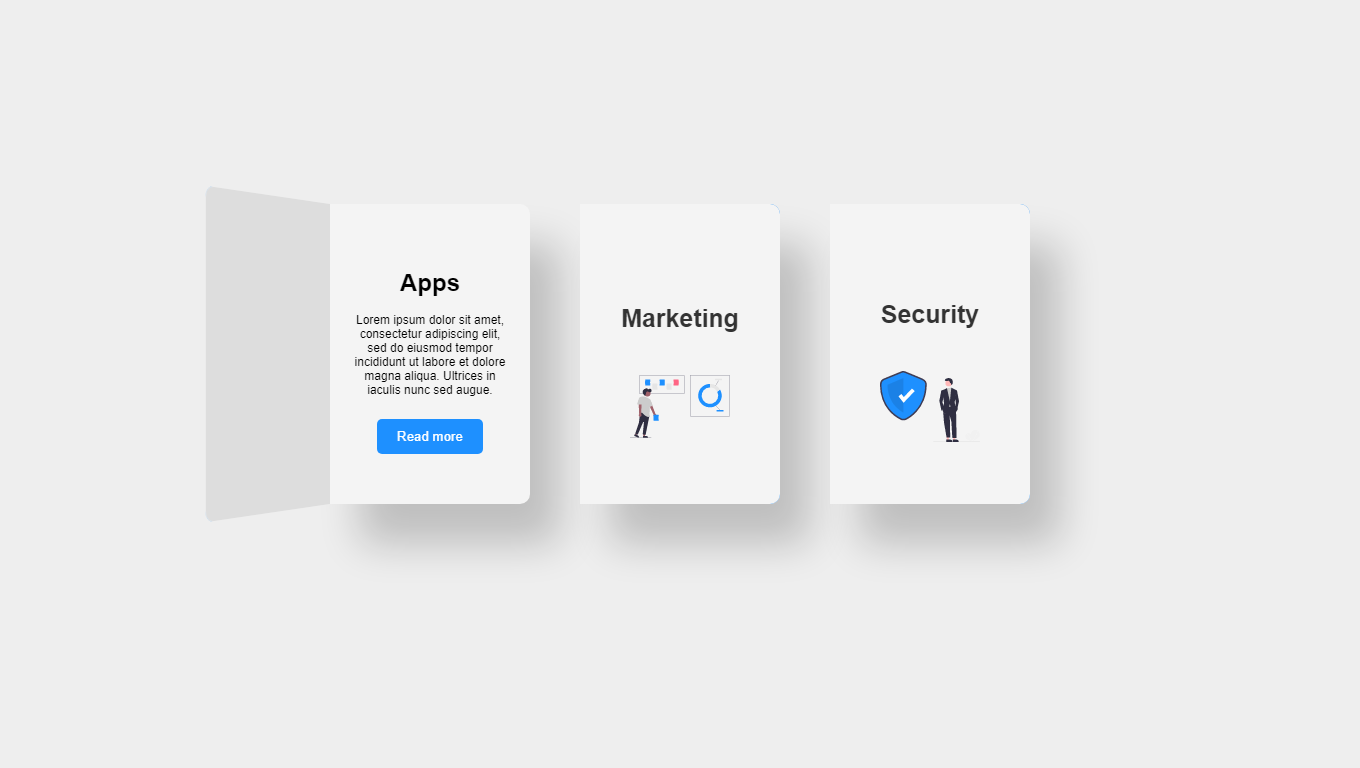 Apps
Lorem ipsum dolor sit amet,
consectetur adipiscing elit,
sed do eiusmod tempor
incididunt ut labore et dolore
magna aliqua. Ultrices in
iaculis nunc sed augue.
Read more
Marketing
Security